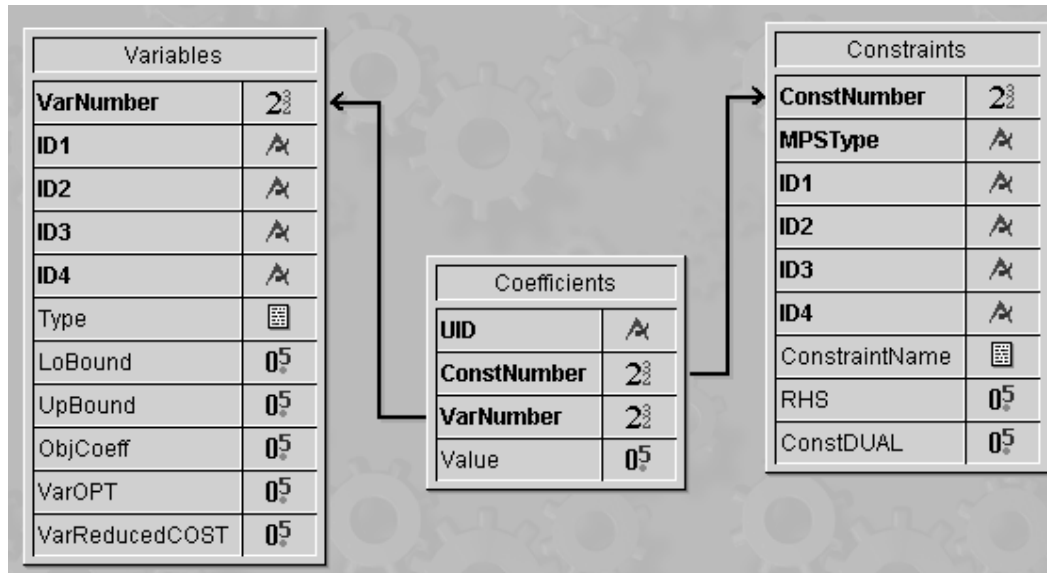 Variables
VarNumber
ID1
ID2
ID3
ID4
Type
LoBound
UpBound
ObjCoeff
VarOPT
VarReducedCOST
Coefficients
UID
ConstNumber
VarNumber
Value
Constraints
ConstNumber
MPSType
ID1
ID2
ID3
ID4
ConstraintName
RHS
ConstDUAL